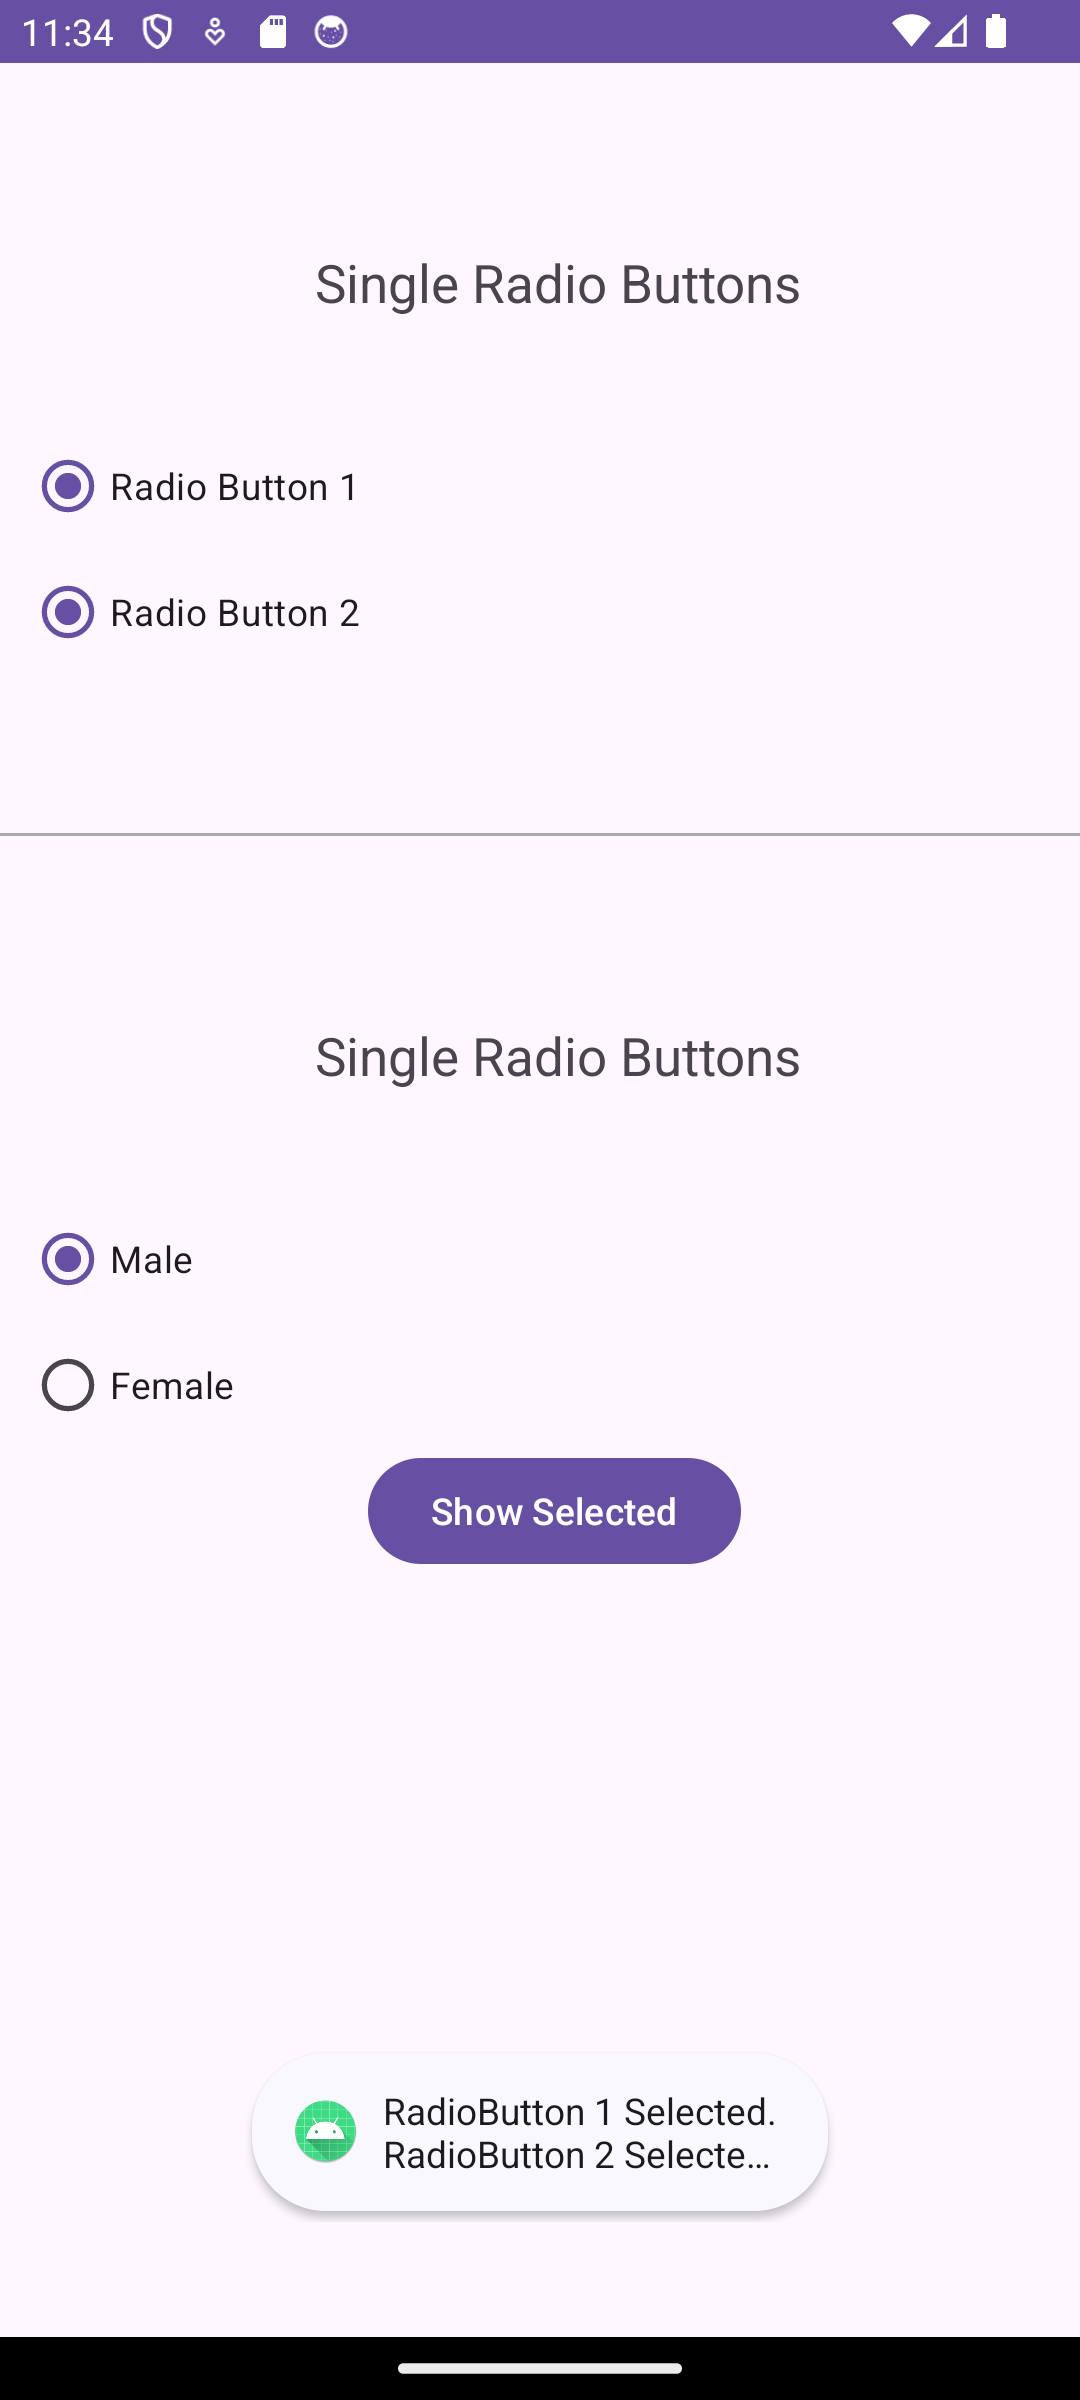 11:34
Single Radio Buttons
Radio Button 1
Radio Button 2
Single Radio Buttons
Male
Female
Show Selected
RadioButton 1 Selected.
RadioButton 2 Selecte...